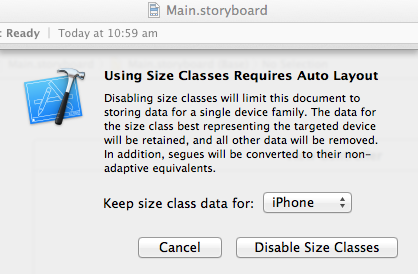 Main.storyboard
Ready | Today at 10:59 am
Using Size Classes Requires Auto Layout
Disabling size classes will limit this document to
storing data for a single device family. The data for
the size class best representing the targeted device
will be retained, and all other data will be removed.
In addition, segues will be converted to their non-
adaptive equivalents.
Keep size class data for: iPhone
Cancel Disable Size Classes